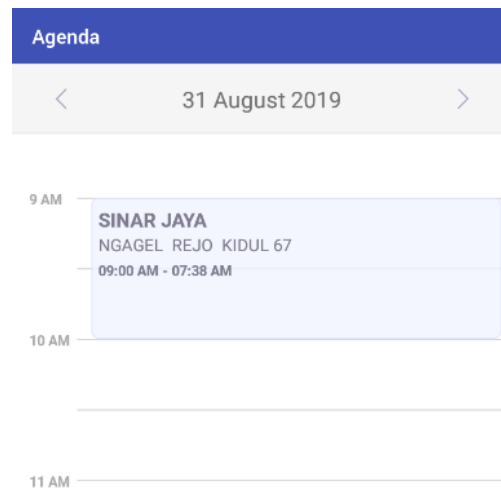 Agenda
31 August 2019
9 AM
SINAR JAYA
NGAGEL REJO KIDUL 67
09:00 AM - 07:38 AM
10 AM
11 AM